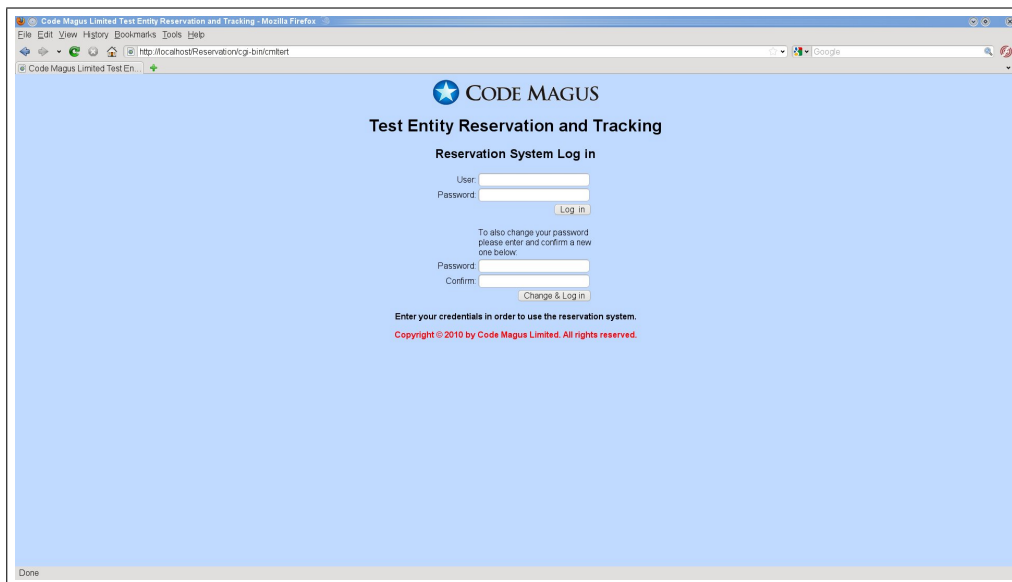 Code Magus Limited Test Entity Reservation and Tracking - Mozilla Firefox
File Edit View History Bookmarks Tools Help
http://localhost/Reservation/cgi-bin/cmltert
Google
Code Magus Limited Test En...
CODE MAGUS
Test Entity Reservation and Tracking
Reservation System Log in
User:
Password:
Log in
To also change your password
please enter and confirm a new
one below:
Password:
Confirm:
Change & Log in
Enter your credentials in order to use the reservation system.
Copyright © 2010 by Code Magus Limited. All rights reserved.
Done